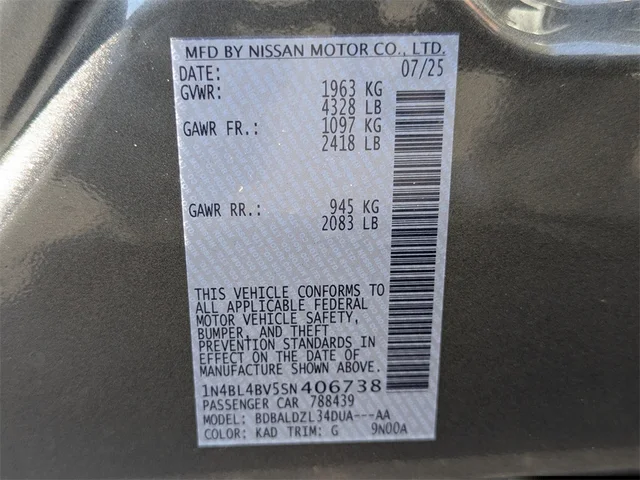 MFD BY NISSAN MOTOR CO., LTD.
DATE: 07/25
GVWR: 1963 KG
4328 LB
GAWR FR.: 1097 KG
2418 LB
GAWR RR.: 945 KG
2083 LB
THIS VEHICLE CONFORMS TO
ALL APPLICABLE FEDERAL
MOTOR VEHICLE SAFETY,
BUMPER, AND THEFT
PREVENTION STANDARDS IN
EFFECT ON THE DATE OF
MANUFACTURE SHOWN ABOVE.
1N4BL4BV5SN406738
PASSENGER CAR 788439
MODEL: BDBALDZL34DUA---AA
COLOR: KAD TRIM: G 9N00A